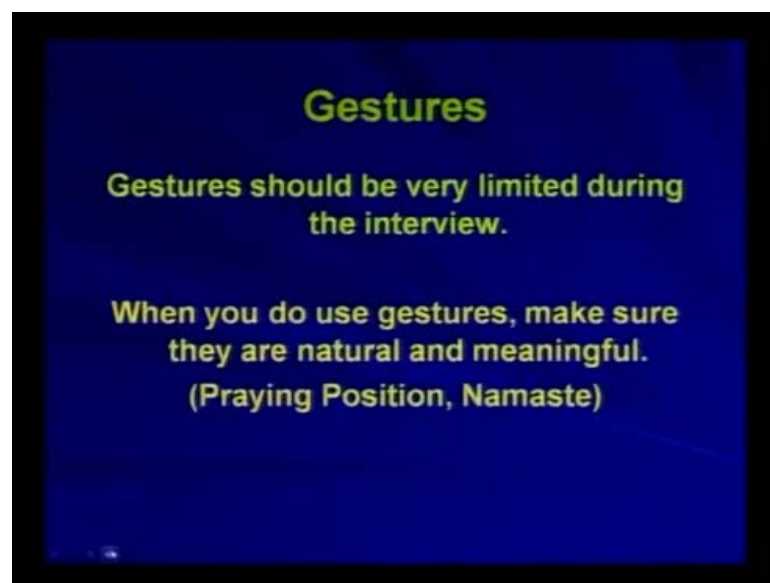 Gestures
Gestures should be very limited during
the interview.
When you do use gestures, make sure
they are natural and meaningful.
(Praying Position, Namaste)